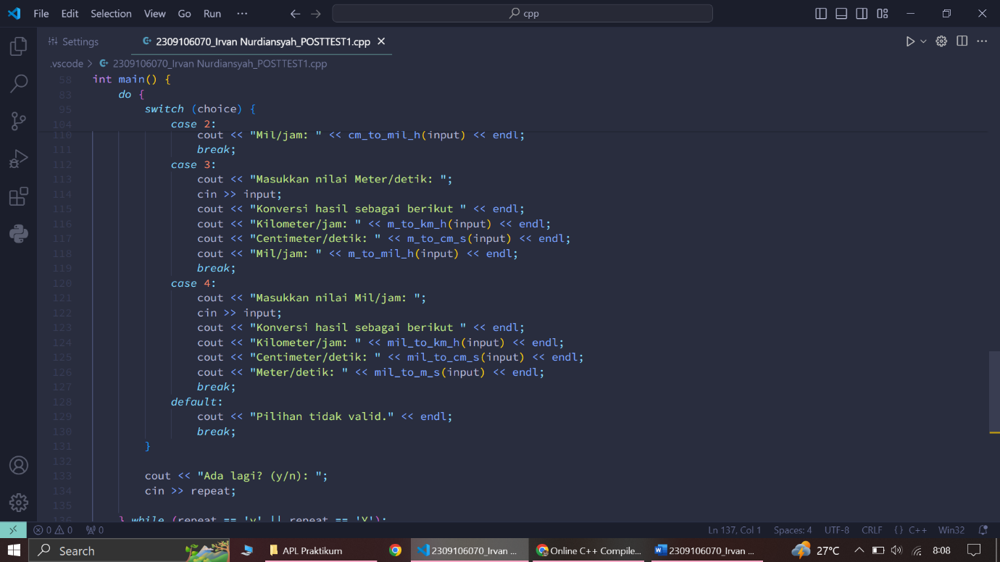 File Edit Selection View Go Run ··· cpp
Settings 2309106070_Irvan Nurdiansyah_POSTTEST1.cpp
.vscode > 2309106070_Irvan Nurdiansyah_POSTTEST1.cpp
58 int main() {
83 do {
95 switch (choice) {
104 case 2:
110 cout << "Mil/jam: " << cm_to_mil_h(input) << endl;
111 break;
112 case 3:
113 cout << "Masukkan nilai Meter/detik: ";
114 cin >> input;
115 cout << "Konversi hasil sebagai berikut " << endl;
116 cout << "Kilometer/jam: " << m_to_km_h(input) << endl;
117 cout << "Centimeter/detik: " << m_to_cm_s(input) << endl;
118 cout << "Mil/jam: " << m_to_mil_h(input) << endl;
119 break;
120 case 4:
121 cout << "Masukkan nilai Mil/jam: ";
122 cin >> input;
123 cout << "Konversi hasil sebagai berikut " << endl;
124 cout << "Kilometer/jam: " << mil_to_km_h(input) << endl;
125 cout << "Centimeter/detik: " << mil_to_cm_s(input) << endl;
126 cout << "Meter/detik: " << mil_to_m_s(input) << endl;
127 break;
128 default:
129 cout << "Pilihan tidak valid." << endl;
130 break;
131 }
132
133 cout << "Ada lagi? (y/n): ";
134 cin >> repeat;
135
136 } while (repeat == 'y' || repeat == 'Y');
0 0 0 Ln 137, Col 1 Spaces: 4 UTF-8 CRLF {} C++ Win32
Search APL Praktikum 2309106070_Irvan ... Online C++ Compile... 2309106070_Irvan ... 27°C 8:08